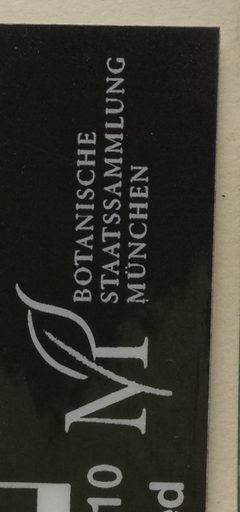 BOTANISCHE
STAATSSAMMLUNG
MÜNCHEN
M
10